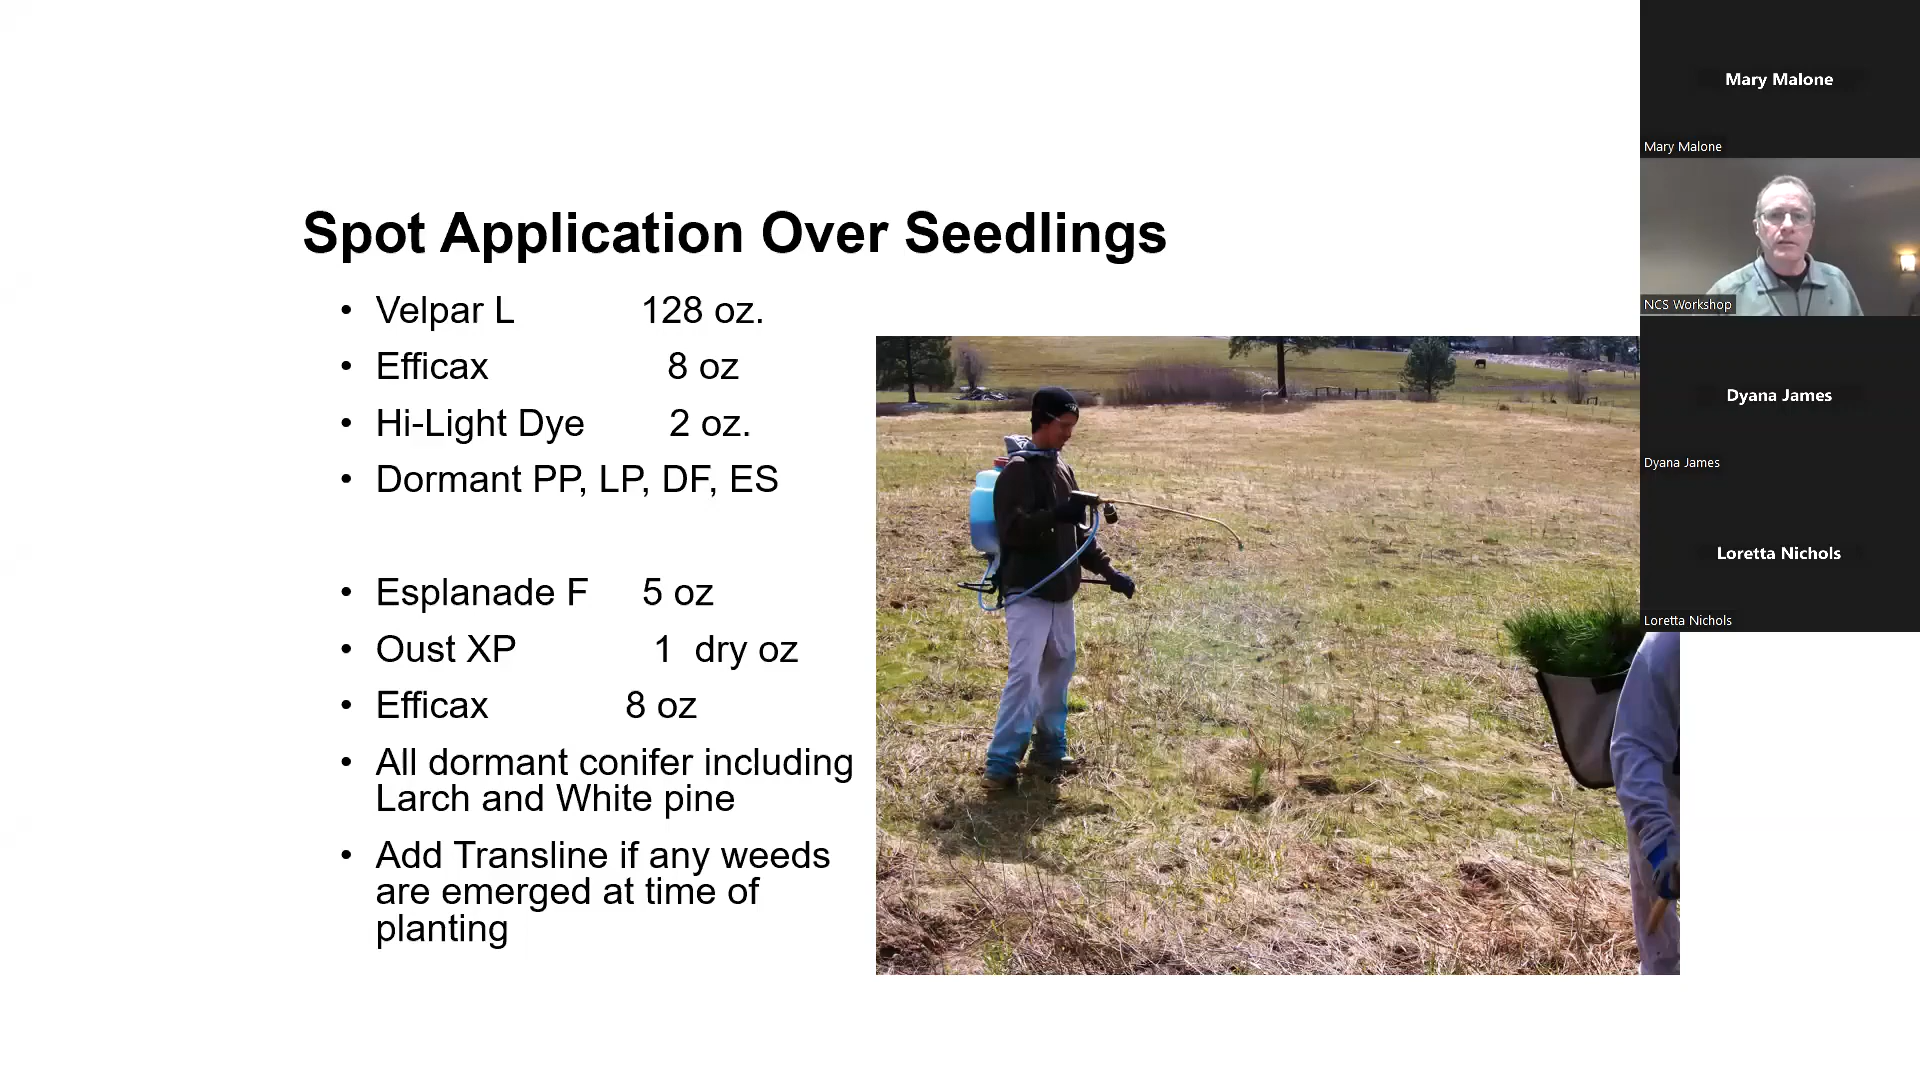 Spot Application Over Seedlings
• Velpar L 128 oz.
• Efficax 8 oz
• Hi-Light Dye 2 oz.
• Dormant PP, LP, DF, ES
• Esplanade F 5 oz
• Oust XP 1 dry oz
• Efficax 8 oz
• All dormant conifer including
Larch and White pine
• Add Transline if any weeds
are emerged at time of
planting
Mary Malone
Mary Malone
NCS Workshop
Dyana James
Dyana James
Loretta Nichols
Loretta Nichols